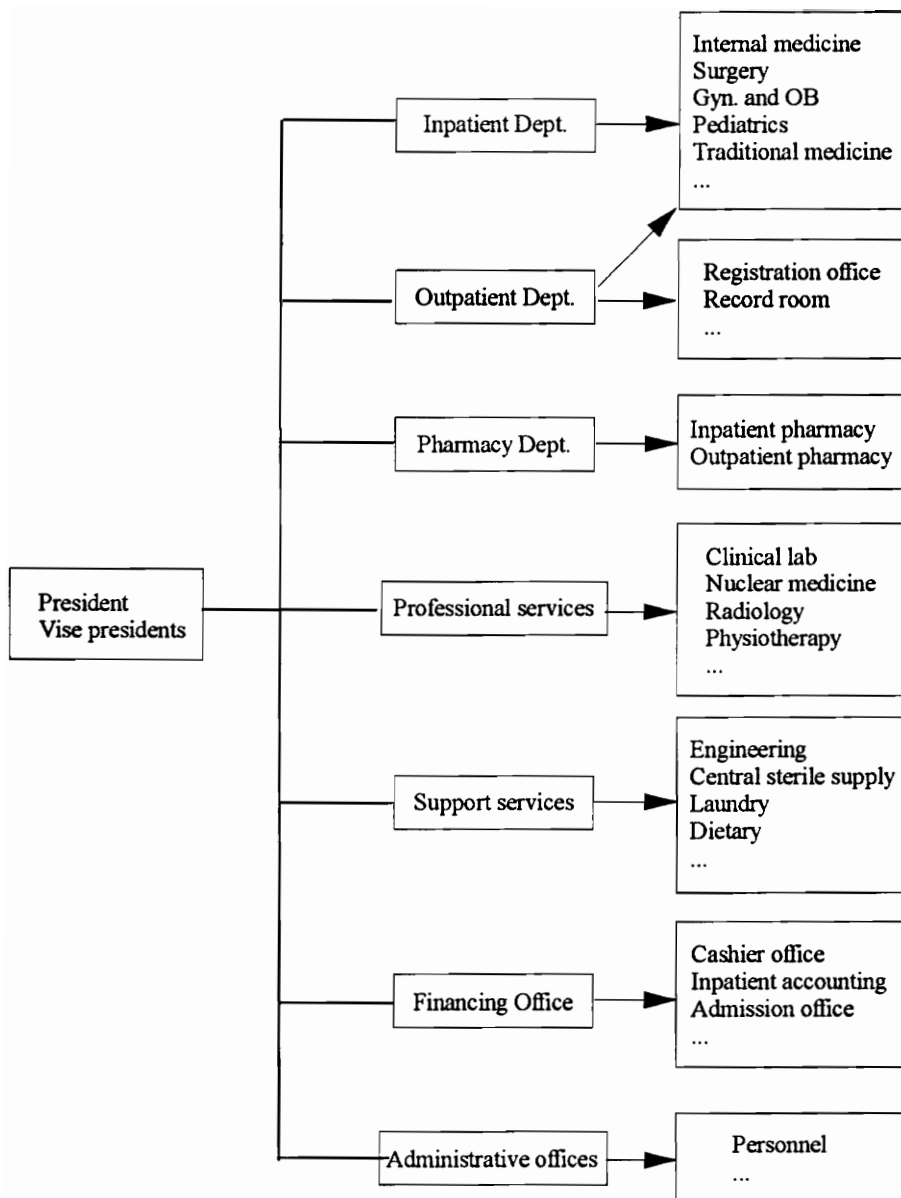 Internal medicine
Surgery
Gyn. and OB
Pediatrics
Traditional medicine
...
Inpatient Dept.
Outpatient Dept.
Registration office
Record room
...
Pharmacy Dept.
Inpatient pharmacy
Outpatient pharmacy
President
Vise presidents
Professional services
Clinical lab
Nuclear medicine
Radiology
Physiotherapy
...
Support services
Engineering
Central sterile supply
Laundry
Dietary
...
Financing Office
Cashier office
Inpatient accounting
Admission office
...
Administrative offices
Personnel
...